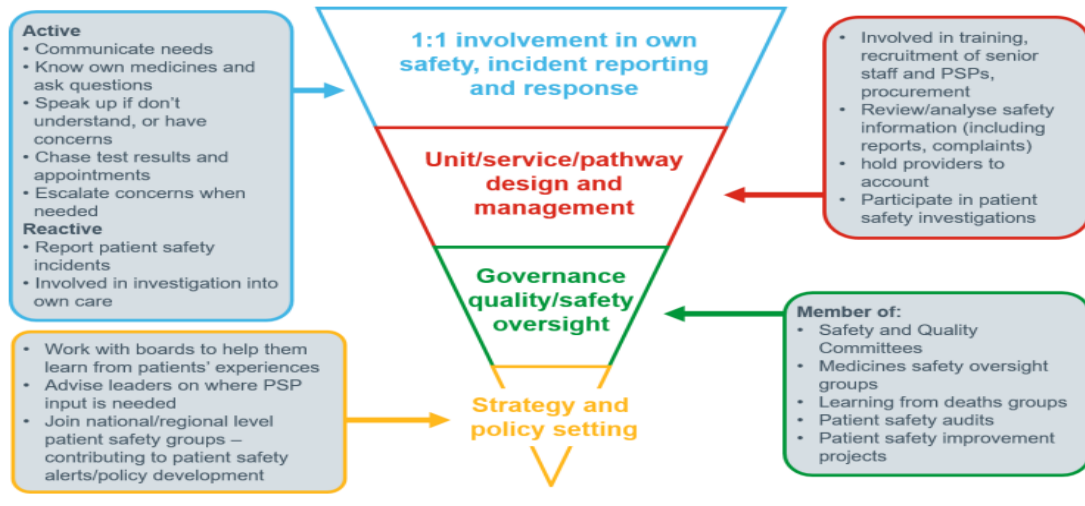 Active
• Communicate needs
• Know own medicines and
ask questions
• Speak up if don't
understand, or have
concerns
• Chase test results and
appointments
• Escalate concerns when
needed
Reactive
• Report patient safety
incidents
• Involved in investigation into
own care
1:1 involvement in own
safety, incident reporting
and response
• Involved in training,
recruitment of senior
staff and PSPs,
procurement
• Review/analyse safety
information (including
reports, complaints)
• hold providers to
account
• Participate in patient
safety investigations
Unit/service/pathway
design and
management
Governance
quality/safety
oversight
Member of:
• Safety and Quality
Committees
• Medicines safety oversight
groups
• Learning from deaths groups
• Patient safety audits
• Patient safety improvement
projects
• Work with boards to help them
learn from patients' experiences
• Advise leaders on where PSP
input is needed
• Join national/regional level
patient safety groups –
contributing to patient safety
alerts/policy development
Strategy and
policy setting